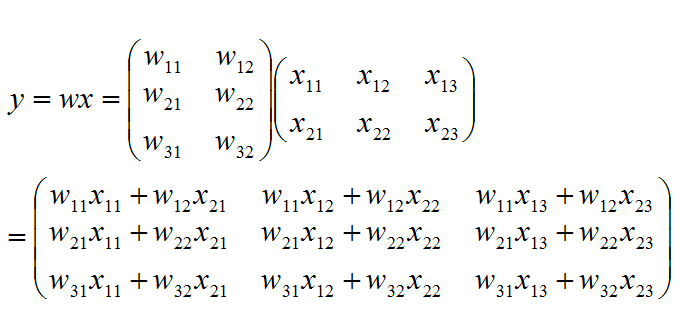 y = wx = (w₁₁ w₁₂
w₂₁ w₂₂
w₃₁ w₃₂) (x₁₁ x₁₂ x₁₃
x₂₁ x₂₂ x₂₃)
= (w₁₁x₁₁ + w₁₂x₂₁ w₁₁x₁₂ + w₁₂x₂₂ w₁₁x₁₃ + w₁₂x₂₃
w₂₁x₁₁ + w₂₂x₂₁ w₂₁x₁₂ + w₂₂x₂₂ w₂₁x₁₃ + w₂₂x₂₃
w₃₁x₁₁ + w₃₂x₂₁ w₃₁x₁₂ + w₃₂x₂₂ w₃₁x₁₃ + w₃₂x₂₃)